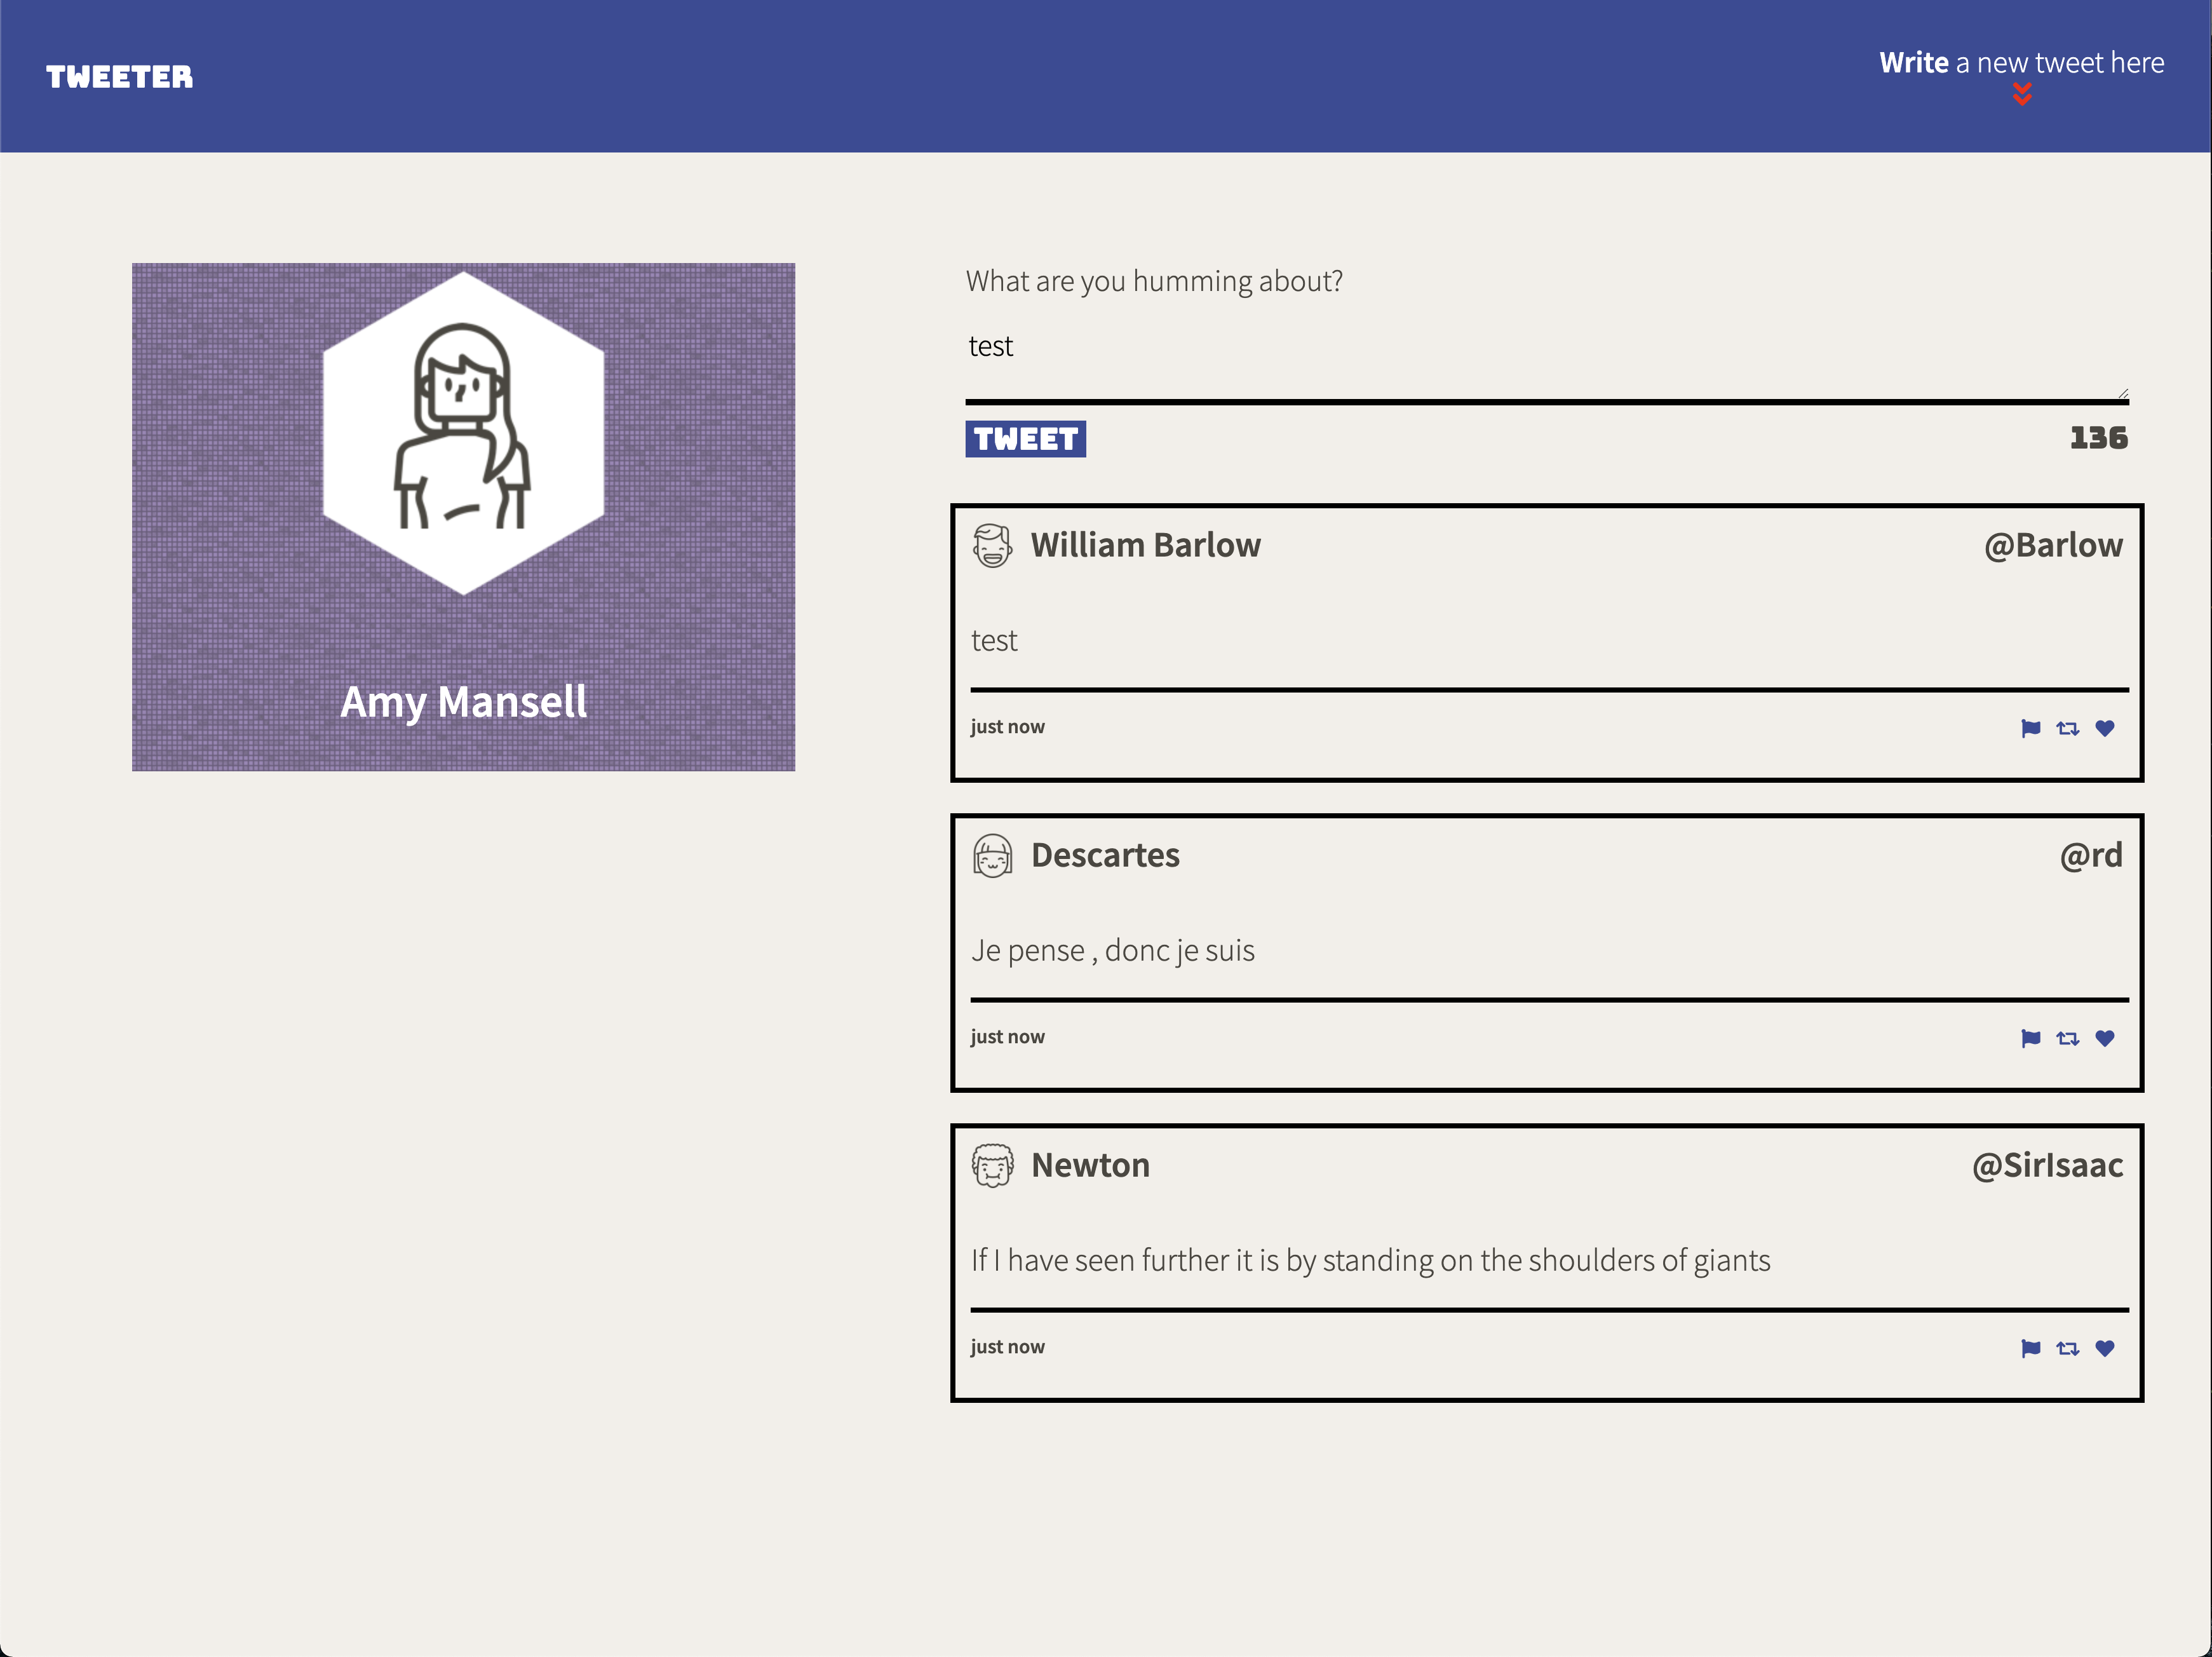 TWEETER
Write a new tweet here
Amy Mansell
What are you humming about?
test
TWEET
136
William Barlow
@Barlow
test
just now
Descartes
@rd
Je pense , donc je suis
just now
Newton
@SirIsaac
If I have seen further it is by standing on the shoulders of giants
just now